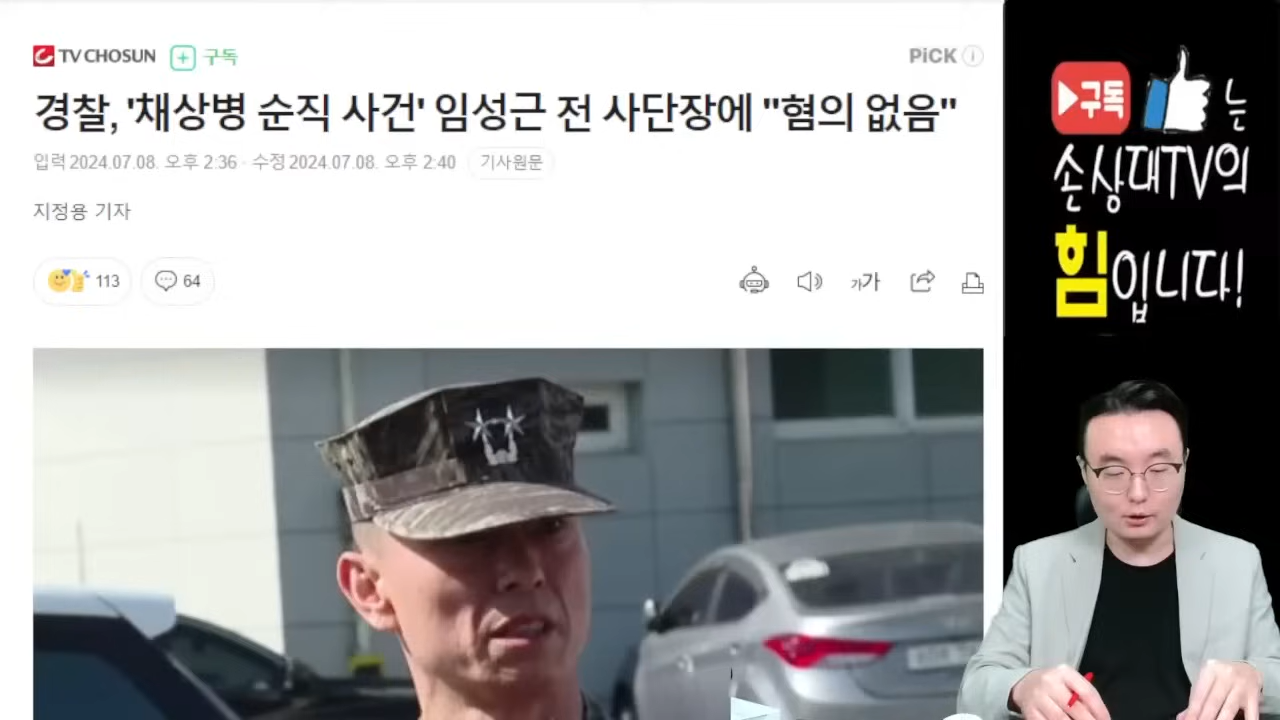 TV CHOSUN 구독
PiCK
경찰, '채상병 순직 사건' 임성근 전 사단장에 "혐의 없음"
입력 2024.07.08. 오후 2:36 · 수정 2024.07.08. 오후 2:40 기사원문
지정용 기자
113 64
가가
구독 는
손상대TV의
힘입니다!